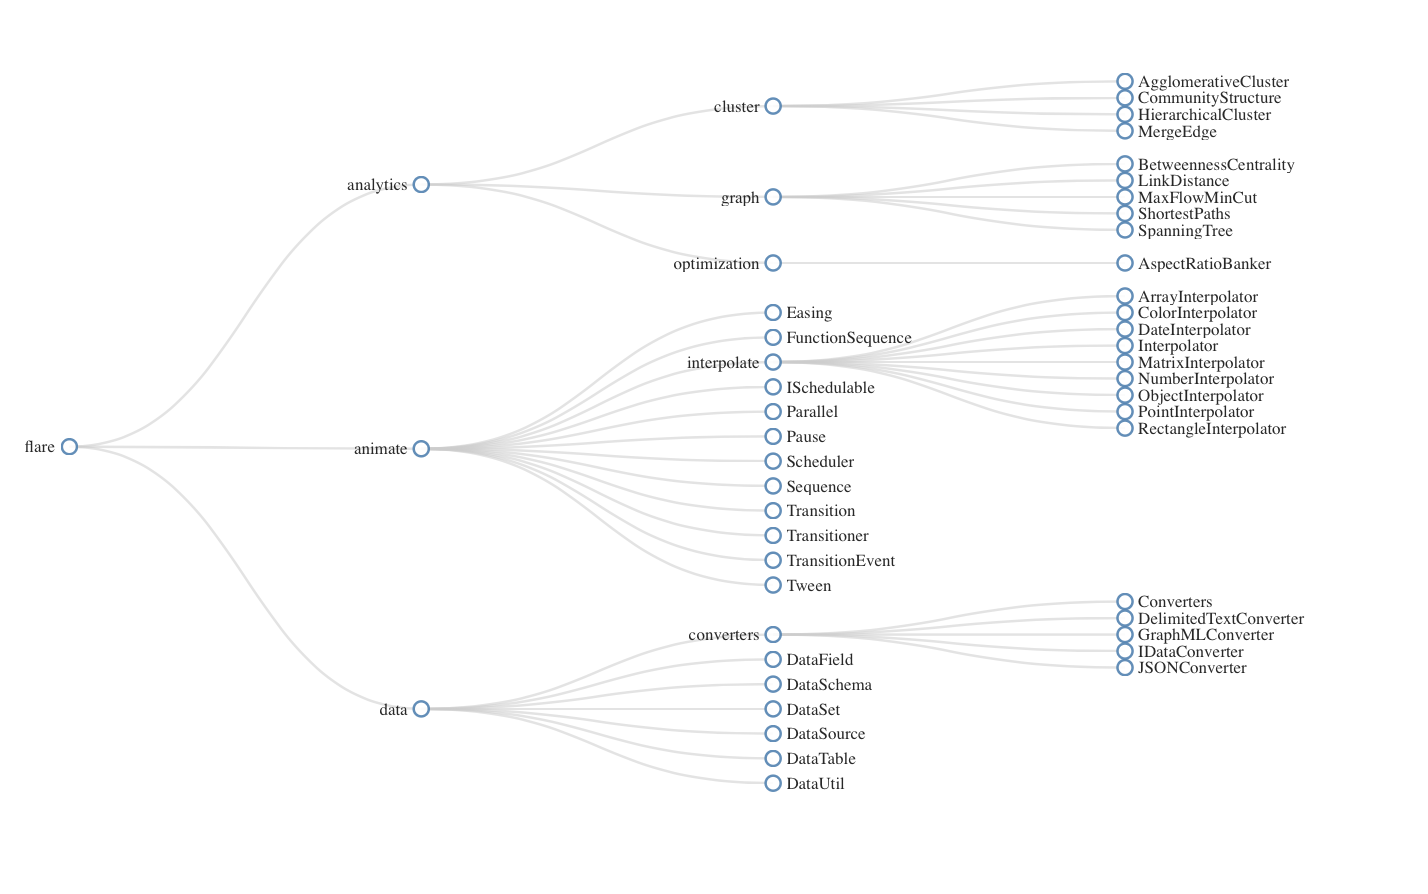 flare
analytics
cluster
AgglomerativeCluster
CommunityStructure
HierarchicalCluster
MergeEdge
graph
BetweennessCentrality
LinkDistance
MaxFlowMinCut
ShortestPaths
SpanningTree
optimization
AspectRatioBanker
animate
Easing
FunctionSequence
interpolate
ArrayInterpolator
ColorInterpolator
DateInterpolator
Interpolator
MatrixInterpolator
NumberInterpolator
ObjectInterpolator
PointInterpolator
RectangleInterpolator
ISchedulable
Parallel
Pause
Scheduler
Sequence
Transition
Transitioner
TransitionEvent
Tween
data
converters
Converters
DelimitedTextConverter
GraphMLConverter
IDataConverter
JSONConverter
DataField
DataSchema
DataSet
DataSource
DataTable
DataUtil